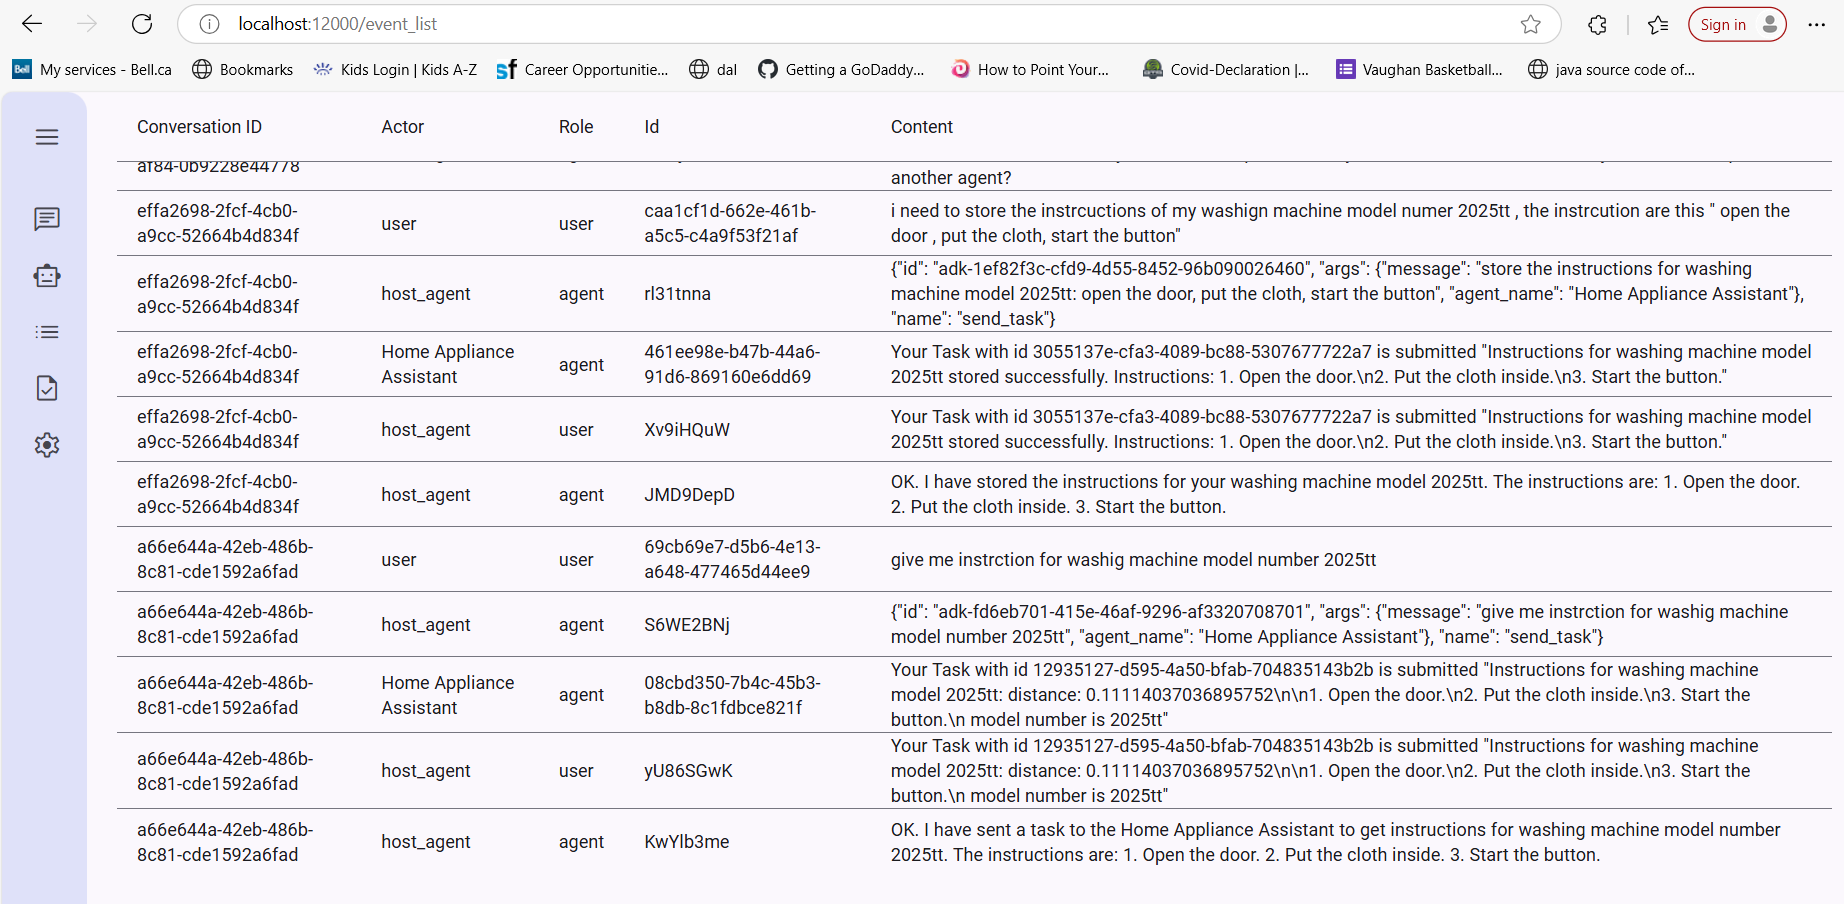 localhost:12000/event_list
Sign in
My services - Bell.ca
Bookmarks
Kids Login | Kids A-Z
Career Opportunitie...
dal
Getting a GoDaddy...
How to Point Your...
Covid-Declaration |...
Vaughan Basketball...
java source code of...
Conversation ID Actor Role Id Content
af84-0b9228e44778
another agent?
effa2698-2fcf-4cb0-
a9cc-52664b4d834f
user
user
caa1cf1d-662e-461b-
a5c5-c4a9f53f21af
i need to store the instrcuctions of my washign machine model numer 2025tt , the instrcution are this " open the
door , put the cloth, start the button"
effa2698-2fcf-4cb0-
a9cc-52664b4d834f
host_agent
agent
rl31tnna
{"id": "adk-1ef82f3c-cfd9-4d55-8452-96b090026460", "args": {"message": "store the instructions for washing
machine model 2025tt: open the door, put the cloth, start the button", "agent_name": "Home Appliance Assistant"},
"name": "send_task"}
effa2698-2fcf-4cb0-
a9cc-52664b4d834f
Home Appliance
Assistant
agent
461ee98e-b47b-44a6-
91d6-869160e6dd69
Your Task with id 3055137e-cfa3-4089-bc88-5307677722a7 is submitted "Instructions for washing machine model
2025tt stored successfully. Instructions: 1. Open the door.\n2. Put the cloth inside.\n3. Start the button."
effa2698-2fcf-4cb0-
a9cc-52664b4d834f
host_agent
user
Xv9iHQuW
Your Task with id 3055137e-cfa3-4089-bc88-5307677722a7 is submitted "Instructions for washing machine model
2025tt stored successfully. Instructions: 1. Open the door.\n2. Put the cloth inside.\n3. Start the button."
effa2698-2fcf-4cb0-
a9cc-52664b4d834f
host_agent
agent
JMD9DepD
OK. I have stored the instructions for your washing machine model 2025tt. The instructions are: 1. Open the door.
2. Put the cloth inside. 3. Start the button.
a66e644a-42eb-486b-
8c81-cde1592a6fad
user
user
69cb69e7-d5b6-4e13-
a648-477465d44ee9
give me instrction for washig machine model number 2025tt
a66e644a-42eb-486b-
8c81-cde1592a6fad
host_agent
agent
S6WE2BNj
{"id": "adk-fd6eb701-415e-46af-9296-af3320708701", "args": {"message": "give me instrction for washig machine
model number 2025tt", "agent_name": "Home Appliance Assistant"}, "name": "send_task"}
a66e644a-42eb-486b-
8c81-cde1592a6fad
Home Appliance
Assistant
agent
08cbd350-7b4c-45b3-
b8db-8c1fdbce821f
Your Task with id 12935127-d595-4a50-bfab-704835143b2b is submitted "Instructions for washing machine
model 2025tt: distance: 0.11114037036895752\n\n1. Open the door.\n2. Put the cloth inside.\n3. Start the
button.\n model number is 2025tt"
a66e644a-42eb-486b-
8c81-cde1592a6fad
host_agent
user
yU86SGwK
Your Task with id 12935127-d595-4a50-bfab-704835143b2b is submitted "Instructions for washing machine
model 2025tt: distance: 0.11114037036895752\n\n1. Open the door.\n2. Put the cloth inside.\n3. Start the
button.\n model number is 2025tt"
a66e644a-42eb-486b-
8c81-cde1592a6fad
host_agent
agent
KwYlb3me
OK. I have sent a task to the Home Appliance Assistant to get instructions for washing machine model number
2025tt. The instructions are: 1. Open the door. 2. Put the cloth inside. 3. Start the button.